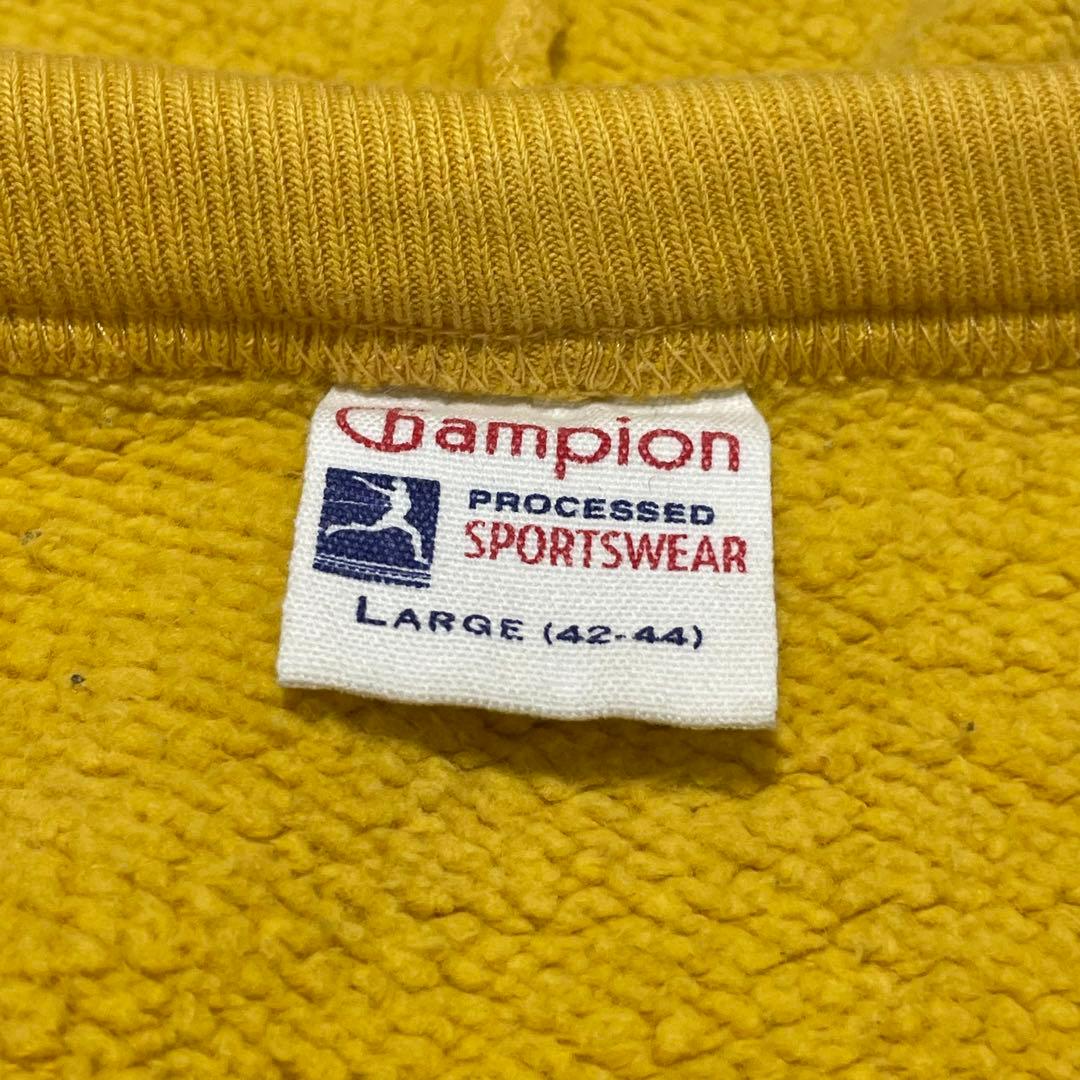 Champion
PROCESSED
SPORTSWEAR
LARGE (42-44)